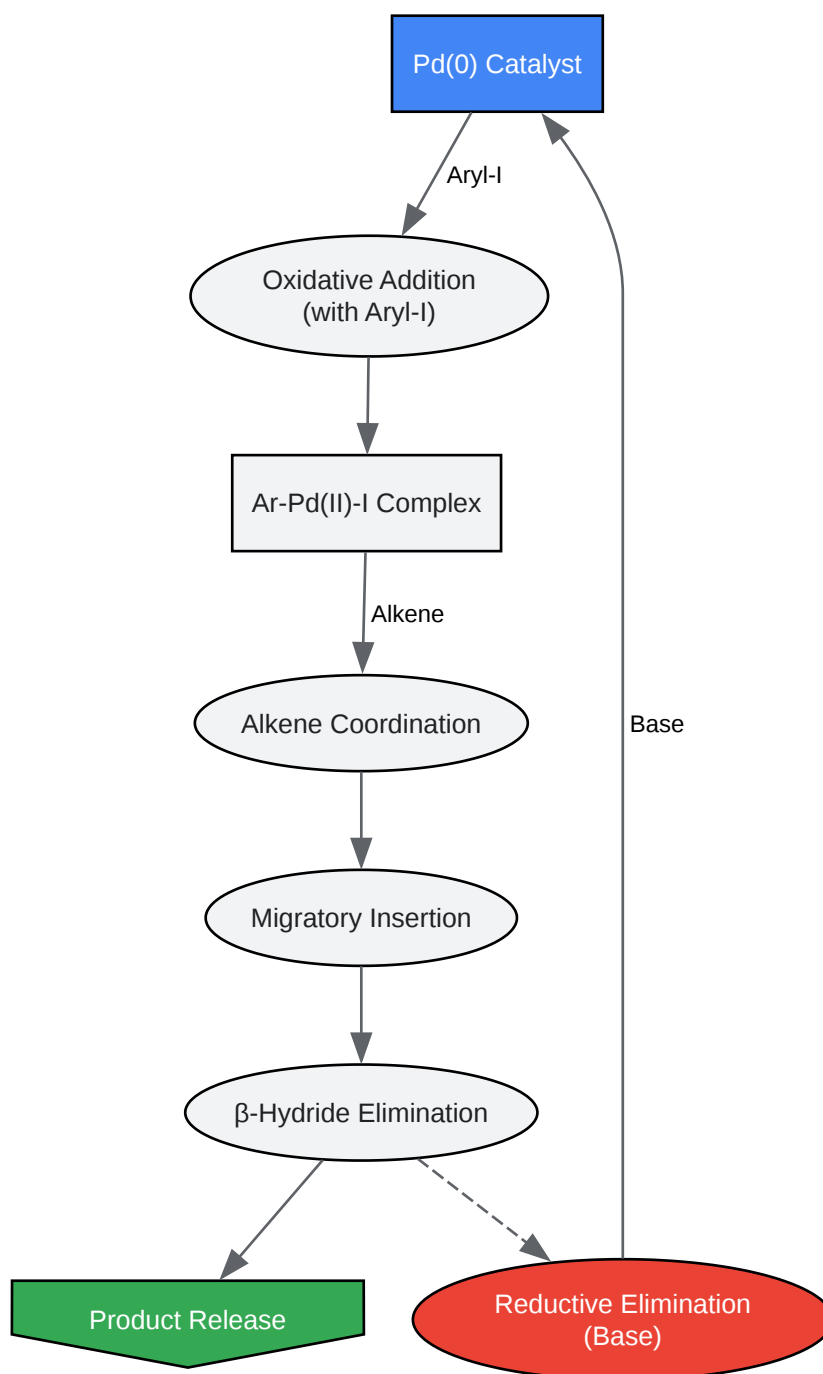 Pd(0) Catalyst
Aryl-I
Oxidative Addition
(with Aryl-I)
Ar-Pd(II)-I Complex
Alkene
Alkene Coordination
Base
Migratory Insertion
β-Hydride Elimination
Product Release
Reductive Elimination
(Base)